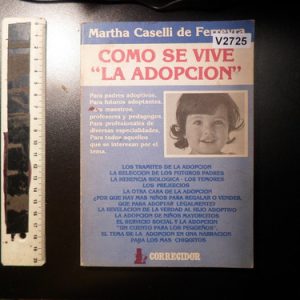 Martha Caselli de
V2725
COMO SE VIVE
"LA ADOPCION"
Para padres adoptivos.
Para futuros adoptantes.
Para maestros,
profesores y pedagogos.
Para profesionales de
diversas especialidades.
Para todos aquellos
que se interesan por el
tema.
LOS TRAMITES DE LA ADOPCION
LA SELECCION DE LOS FUTUROS PADRES
LA HERENCIA BIOLOGICA - LOS TEMORES
LOS PREJUICIOS
LA OTRA CARA DE LA ADOPCION
¿POR QUE HAY MAS NIÑOS PARA REGALAR O VENDER,
QUE PARA ADOPTAR LEGALMENTE?
LA REVELACION DE LA VERDAD AL HIJO ADOPTIVO
LA ADOPCION DE NIÑOS MAYORCITOS
EL SERVICIO SOCIAL Y LA ADOPCION
"UN CUENTO PARA LOS PEQUEÑOS".
EL TEMA DE LA ADOPCION EN UNA NARRACION
PARA LOS MAS CHIQUITOS
CORREGIDOR